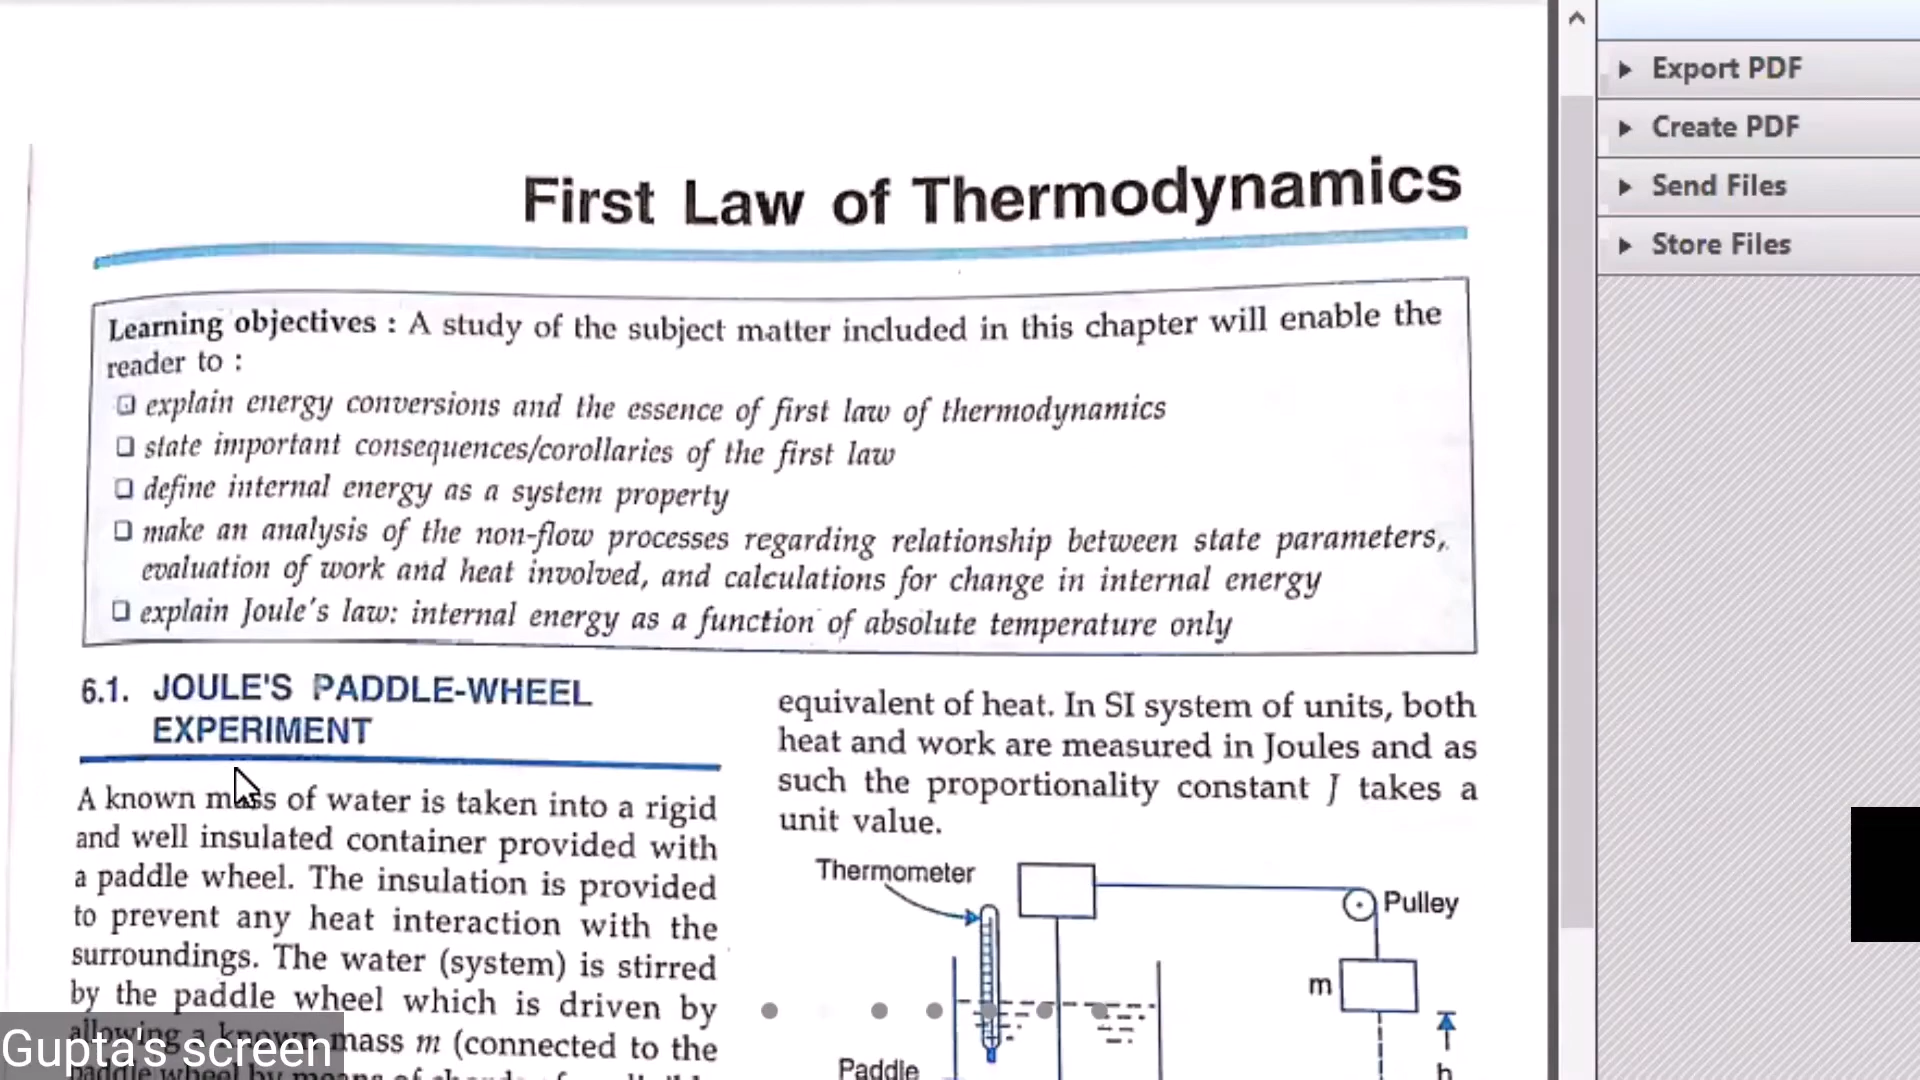 First Law of Thermodynamics
Learning objectives : A study of the subject matter included in this chapter will enable the
reader to :
explain energy conversions and the essence of first law of thermodynamics
state important consequences/corollaries of the first law
define internal energy as a system property
make an analysis of the non-flow processes regarding relationship between state parameters,
evaluation of work and heat involved, and calculations for change in internal energy
explain Joule's law: internal energy as a function of absolute temperature only
6.1. JOULE'S PADDLE-WHEEL
EXPERIMENT
A known mass of water is taken into a rigid
and well insulated container provided with
a paddle wheel. The insulation is provided
to prevent any heat interaction with the
surroundings. The water (system) is stirred
by the paddle wheel which is driven by
allowing a known mass m (connected to the
equivalent of heat. In SI system of units, both
heat and work are measured in Joules and as
such the proportionality constant J takes a
unit value.
Thermometer
Pulley
m
Paddle
h
Export PDF
Create PDF
Send Files
Store Files
Gupta's screen